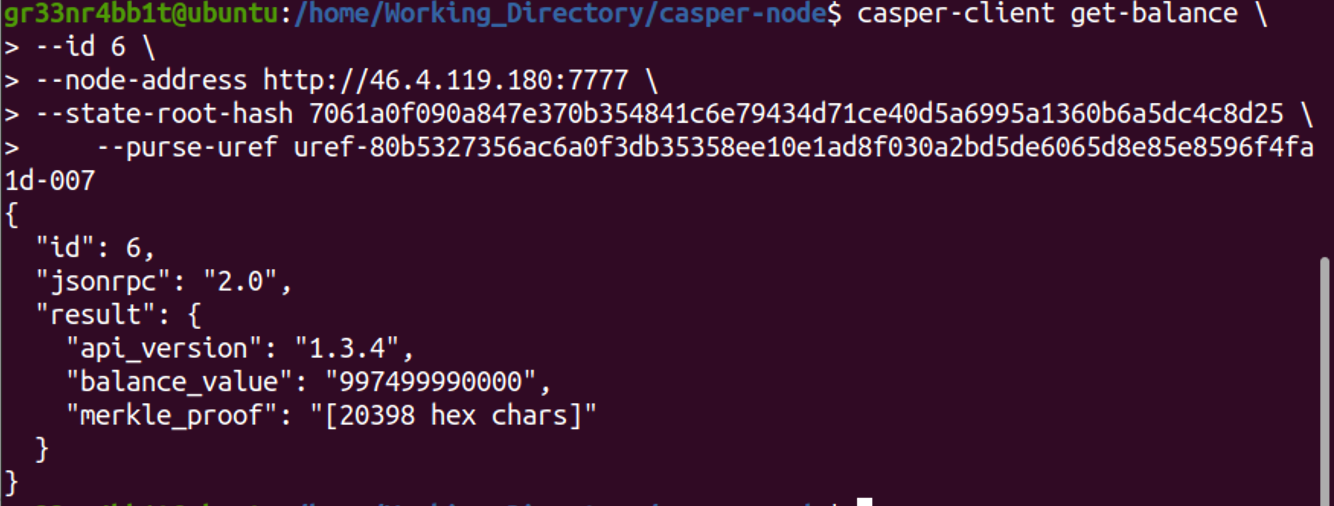 gr33nr4bb1t@ubuntu:/home/Working_Directory/casper-node$ casper-client get-balance \
> --id 6 \
> --node-address http://46.4.119.180:7777 \
> --state-root-hash 7061a0f090a847e370b354841c6e79434d71ce40d5a6995a1360b6a5dc4c8d25 \
>     --purse-uref uref-80b5327356ac6a0f3db35358ee10e1ad8f030a2bd5de6065d8e85e8596f4fa
1d-007
{
  "id": 6,
  "jsonrpc": "2.0",
  "result": {
    "api_version": "1.3.4",
    "balance_value": "997499990000",
    "merkle_proof": "[20398 hex chars]"
  }
}